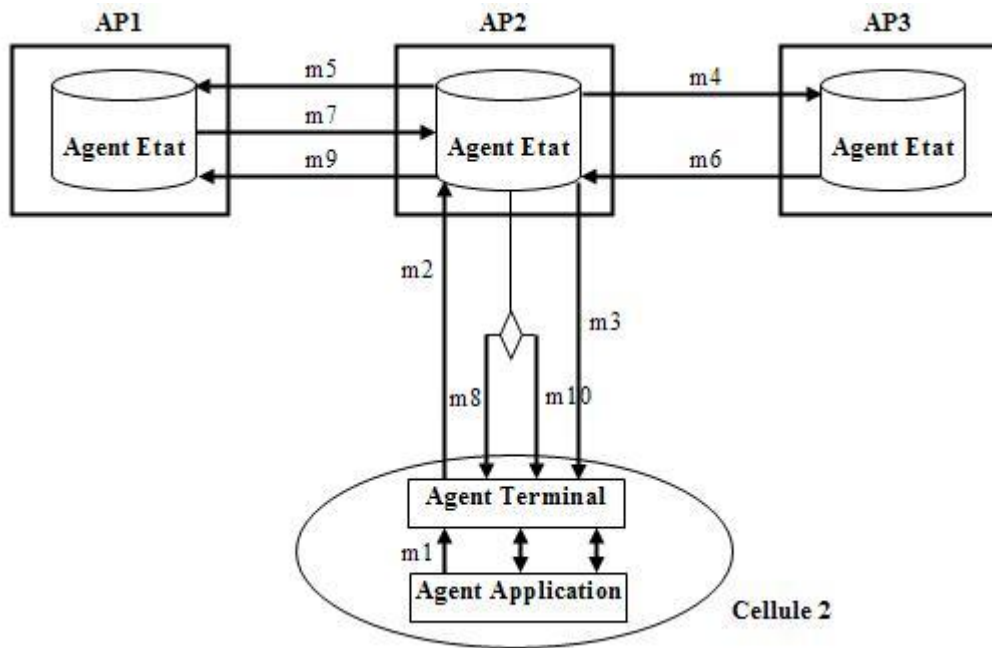 AP1
AP2
AP3
m5
m4
m7
Agent Etat
Agent Etat
Agent Etat
m9
m6
m2
m3
m8
m10
Agent Terminal
m1
Agent Application
Cellule 2